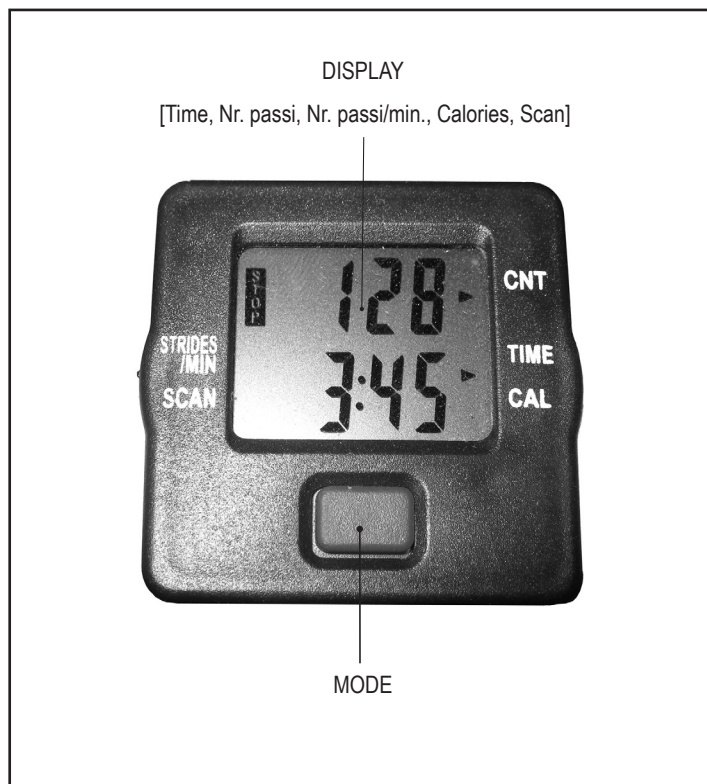 DISPLAY
[Time, Nr. passi, Nr. passi/min., Calories, Scan]
STOP
128
CNT
STRIDES
/MIN
3:45
TIME
SCAN
CAL
MODE